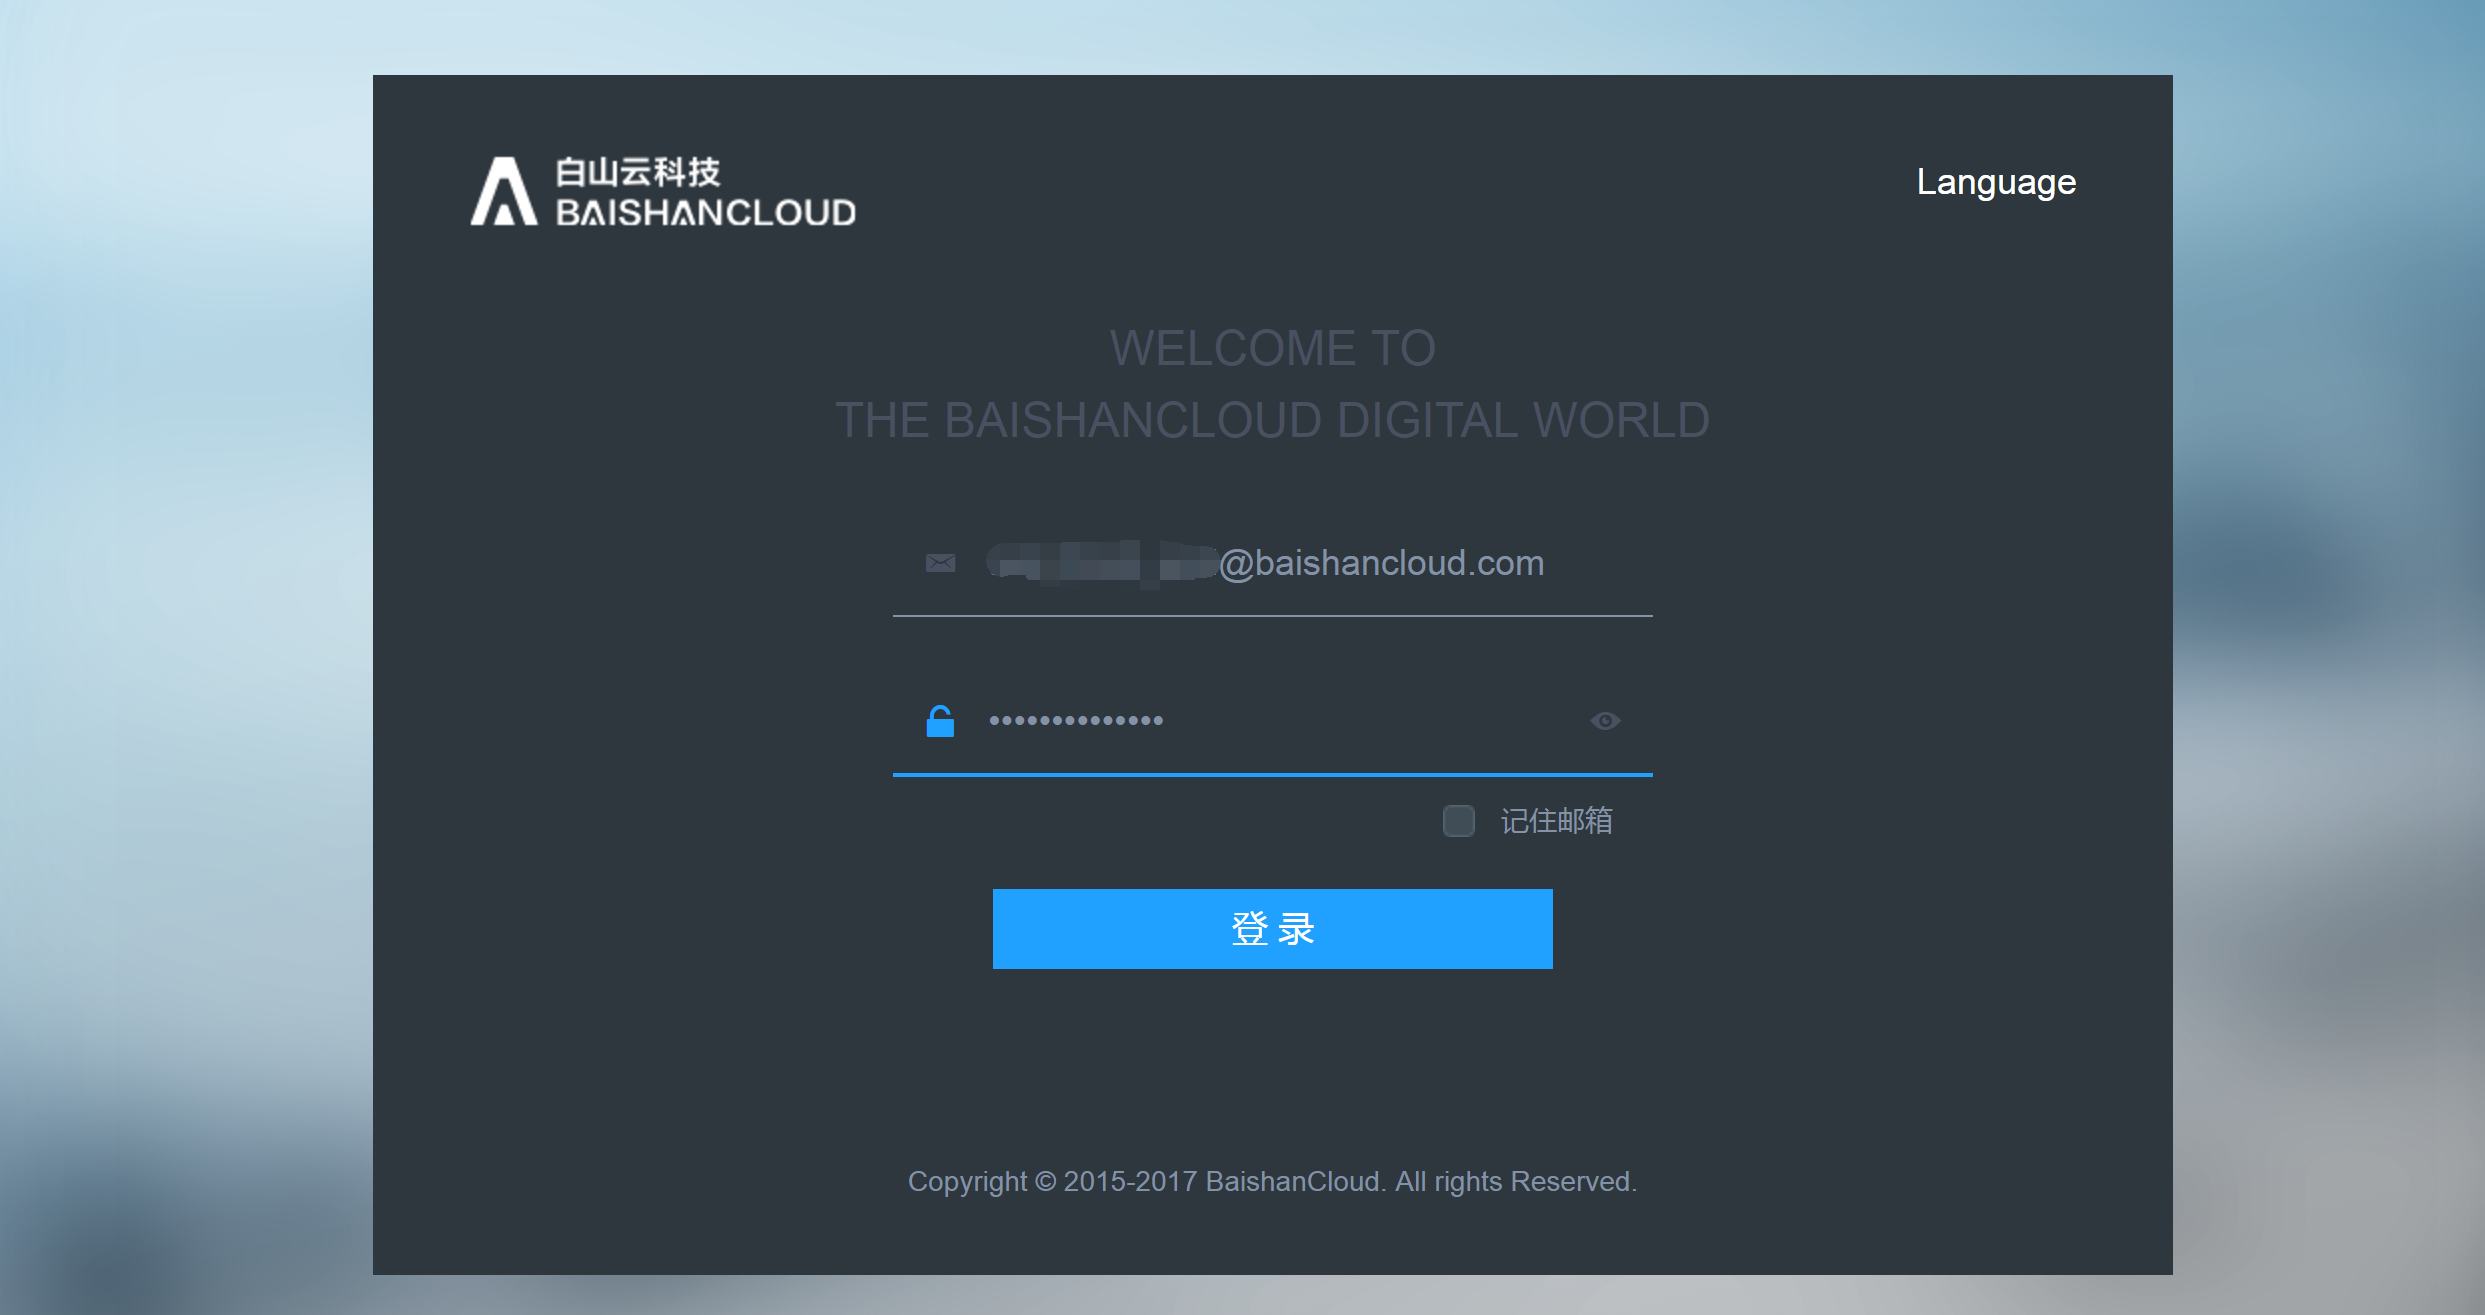 白山云科技
BAISHANCLOUD
Language
WELCOME TO
THE BAISHANCLOUD DIGITAL WORLD
@baishancloud.com
••••••••••••••
记住邮箱
登 录
Copyright © 2015-2017 BaishanCloud. All rights Reserved.